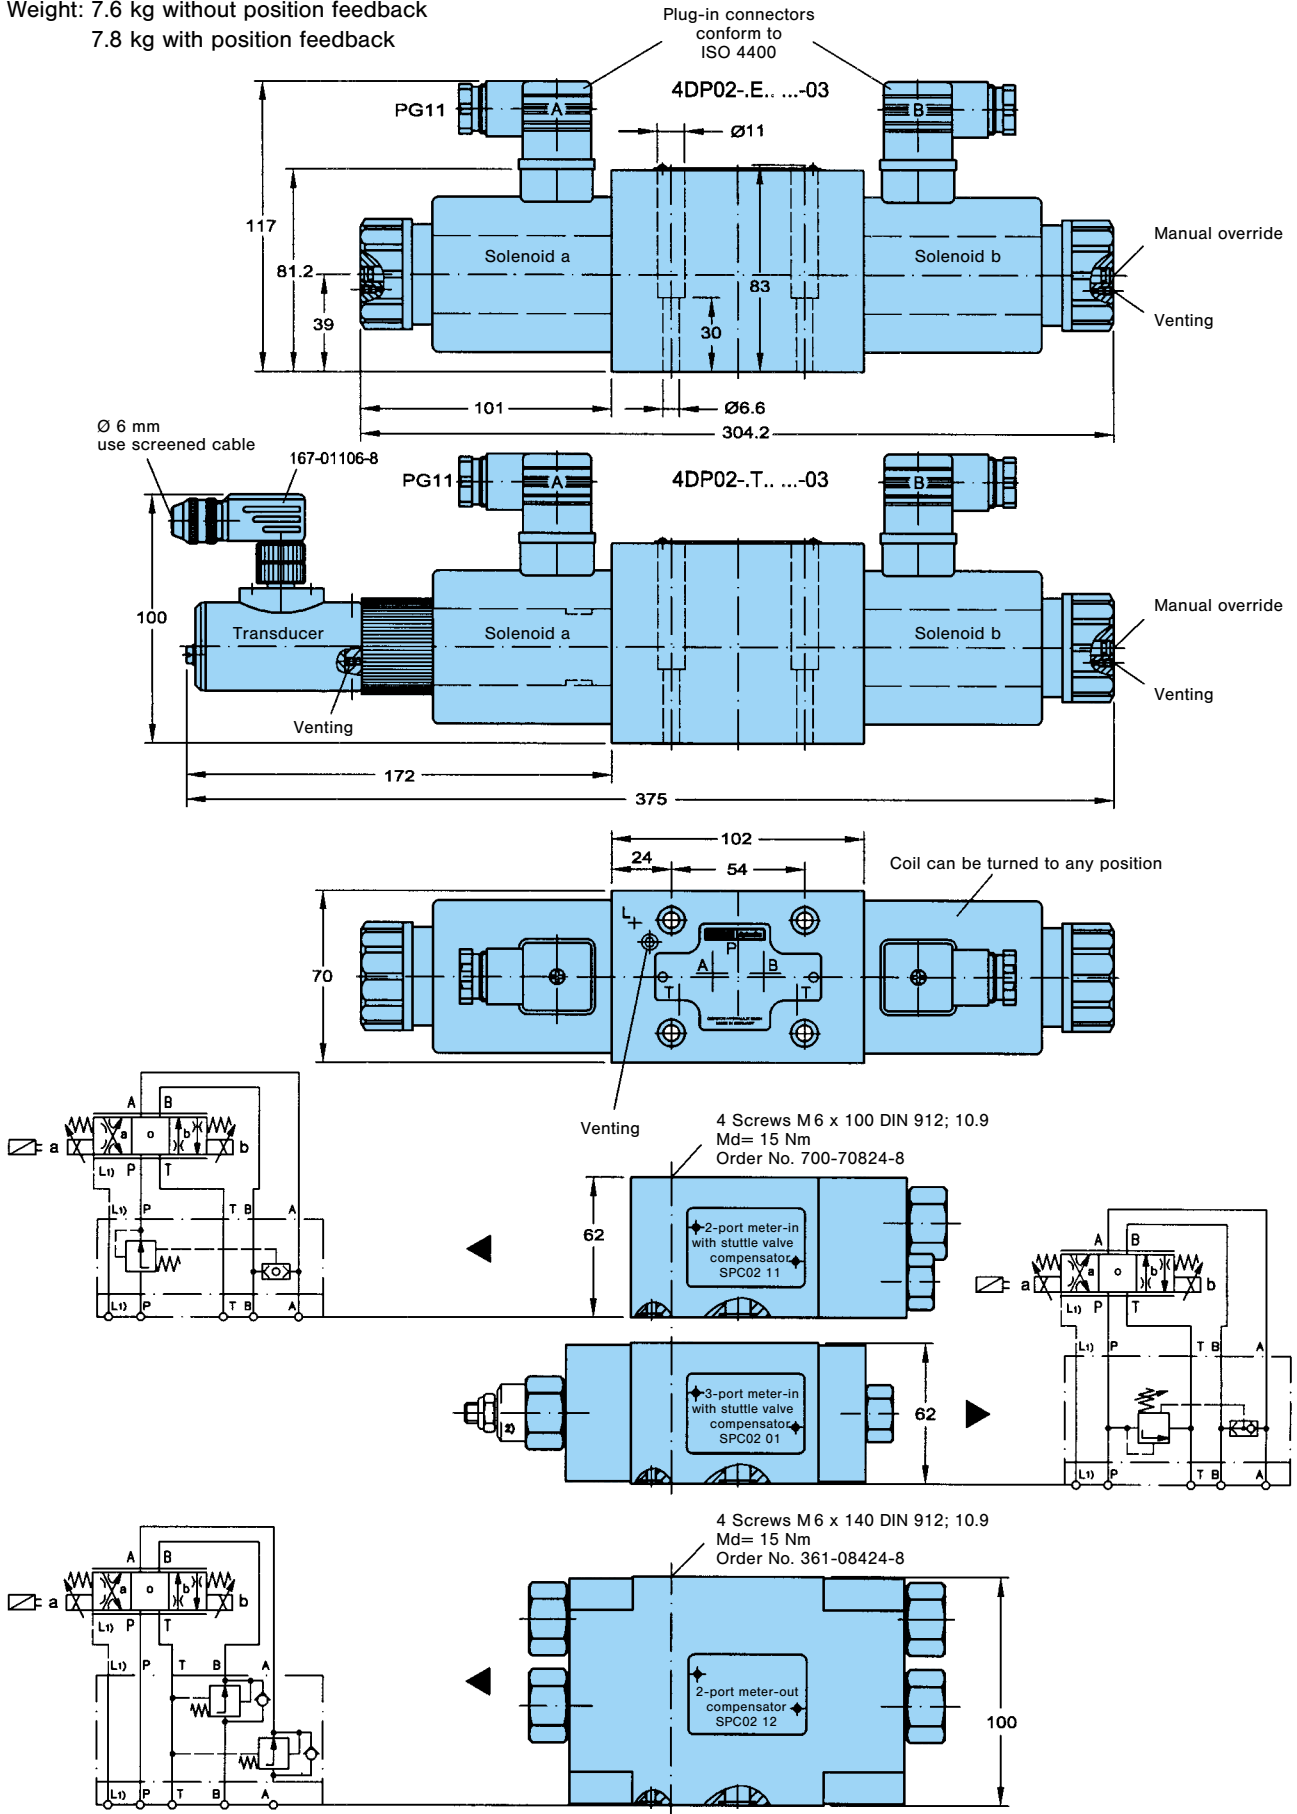 Weight: 7.6 kg without position feedback
7.8 kg with position feedback
Plug-in connectors
conform to
ISO 4400
4DP02-.E.. ...-03
PG11
A
B
Ø11
117
81.2
39
Solenoid a
83
30
Solenoid b
Manual override
Venting
101
Ø6.6
304.2
Ø 6 mm
use screened cable
167-01106-8
PG11
A
4DP02-.T.. ...-03
B
100
Transducer
Solenoid a
Solenoid b
Manual override
Venting
Venting
172
375
102
24
54
Coil can be turned to any position
70
L
P
A
B
T
T
Venting
A B
a
a
o
b
b
L1) P T
L1) P T B A
L1) P T B A
4 Screws M6 x 100 DIN 912; 10.9
Md= 15 Nm
Order No. 700-70824-8
62
2-port meter-in
with stuttle valve
compensator
SPC02 11
A B
a
a
o
b
b
L1) P T
L1) P T B A
L1) P T B A
3-port meter-in
with stuttle valve
compensator
SPC02 01
2)
62
4 Screws M6 x 140 DIN 912; 10.9
Md= 15 Nm
Order No. 361-08424-8
A B
a
a
o
b
b
L1) P T
L1) P T B A
L1) P T B A
2-port meter-out
compensator
SPC02 12
100